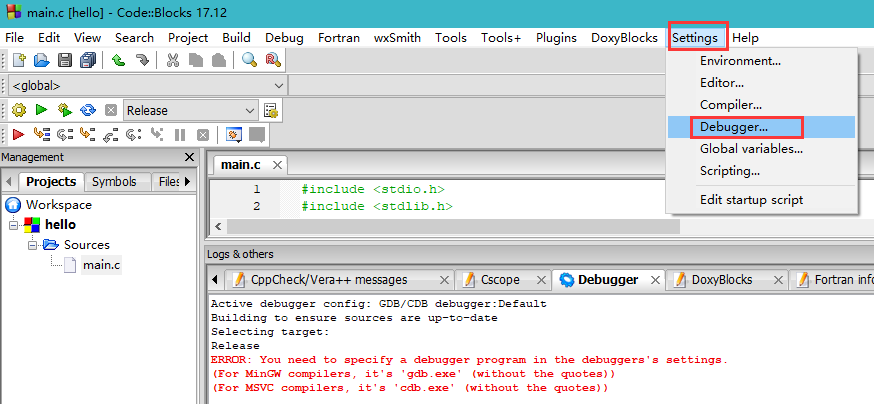 main.c [hello] - Code::Blocks 17.12
File Edit View Search Project Build Debug Fortran wxSmith Tools Tools+ Plugins DoxyBlocks Settings Help
Environment...
Editor...
Compiler...
Debugger...
Global variables...
Scripting...
Edit startup script
<global>
Release
Management
Projects Symbols Files
Workspace
hello
Sources
main.c
main.c
1 #include <stdio.h>
2 #include <stdlib.h>
Logs & others
CppCheck/Vera++ messages Cscope Debugger DoxyBlocks Fortran info
Active debugger config: GDB/CDB debugger:Default
Building to ensure sources are up-to-date
Selecting target:
Release
ERROR: You need to specify a debugger program in the debuggers's settings.
(For MinGW compilers, it's 'gdb.exe' (without the quotes))
(For MSVC compilers, it's 'cdb.exe' (without the quotes))